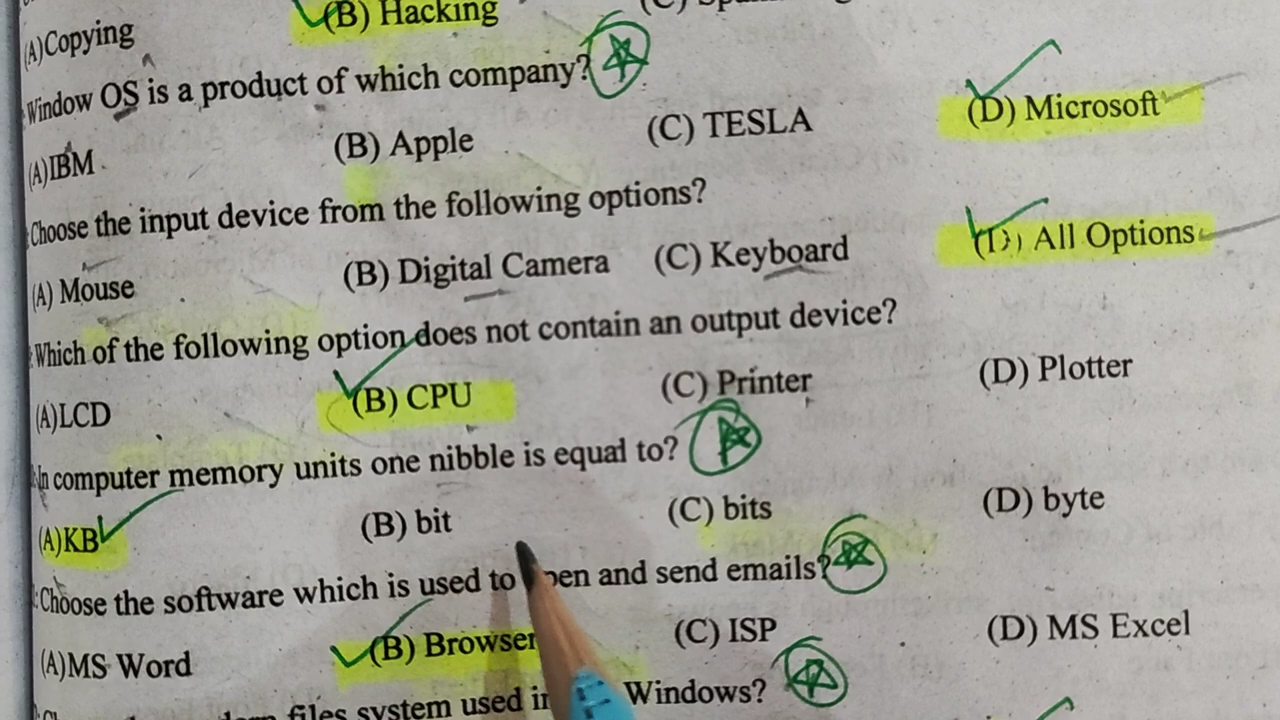 (A)Copying (B) Hacking
Window OS is a product of which company?
(A)IBM (B) Apple (C) TESLA (D) Microsoft
Choose the input device from the following options?
(A) Mouse (B) Digital Camera (C) Keyboard (D) All Options
Which of the following option does not contain an output device?
(A)LCD (B) CPU (C) Printer (D) Plotter
In computer memory units one nibble is equal to?
(A)KB (B) bit (C) bits (D) byte
Choose the software which is used to open and send emails?
(A)MS Word (B) Browser (C) ISP (D) MS Excel
files system used in Windows?